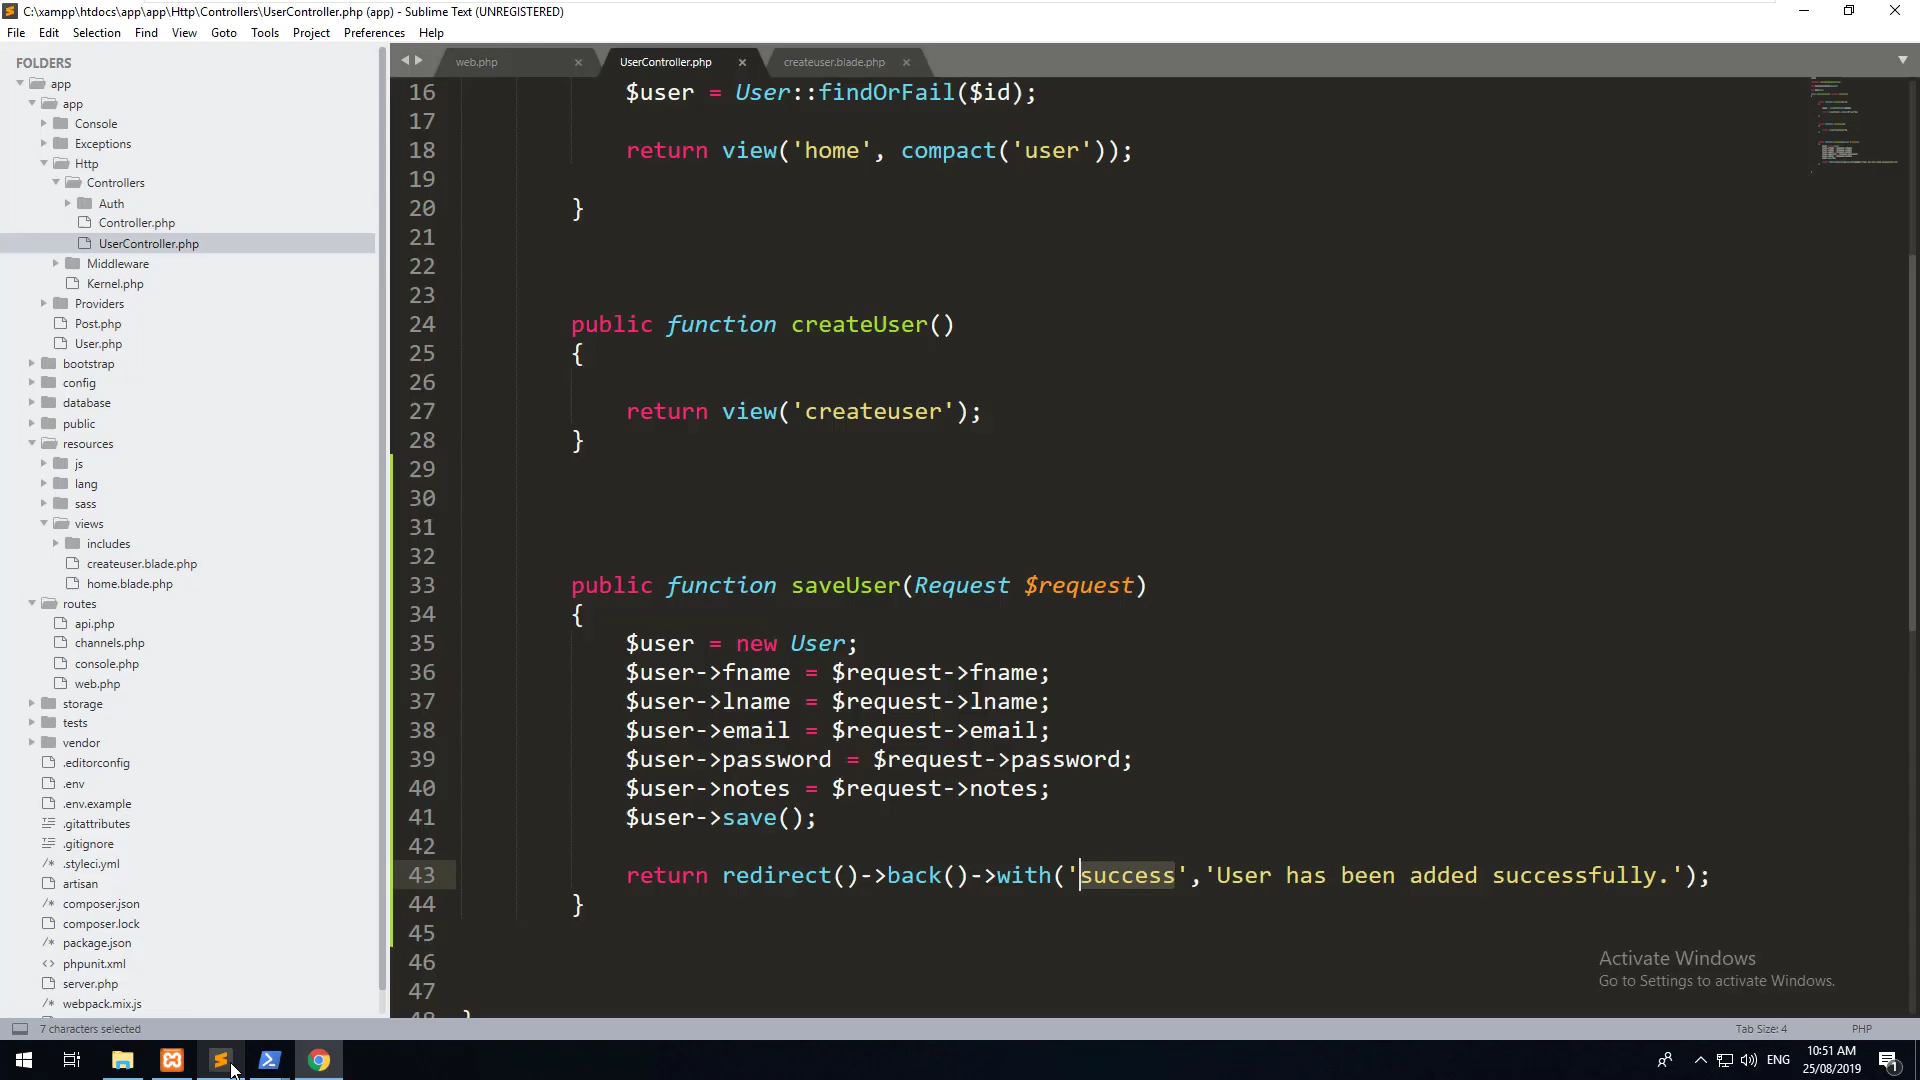 C:\xampp\htdocs\app\app\Http\Controllers\UserController.php (app) - Sublime Text (UNREGISTERED)
File Edit Selection Find View Goto Tools Project Preferences Help
FOLDERS
app
app
Console
Exceptions
Http
Controllers
Auth
Controller.php
UserController.php
Middleware
Kernel.php
Providers
Post.php
User.php
bootstrap
config
database
public
resources
js
lang
sass
views
includes
createuser.blade.php
home.blade.php
routes
api.php
channels.php
console.php
web.php
storage
tests
vendor
.editorconfig
.env
.env.example
.gitattributes
.gitignore
/* .styleci.yml
artisan
/* composer.json
composer.lock
/* package.json
<> phpunit.xml
server.php
/* webpack.mix.js
web.php UserController.php createuser.blade.php
16 $user = User::findOrFail($id);
17
18 return view('home', compact('user'));
19
20 }
21
22
23
24 public function createUser()
25 {
26
27 return view('createuser');
28 }
29
30
31
32
33 public function saveUser(Request $request)
34 {
35 $user = new User;
36 $user->fname = $request->fname;
37 $user->lname = $request->lname;
38 $user->email = $request->email;
39 $user->password = $request->password;
40 $user->notes = $request->notes;
41 $user->save();
42
43 return redirect()->back()->with('success','User has been added successfully.');
44 }
45
46
47
Activate Windows
Go to Settings to activate Windows.
7 characters selected
Tab Size: 4 PHP
ENG
10:51 AM
25/08/2019
1